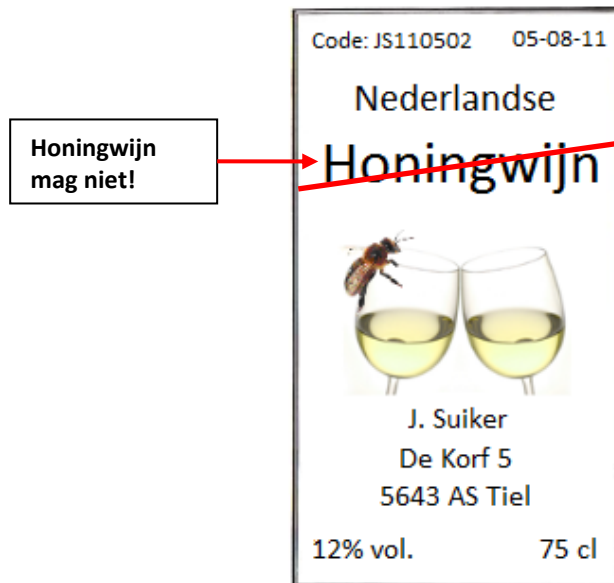 Code: JS110502 05-08-11
Nederlandse
Honingwijn
mag niet!
Honingwijn
J. Suiker
De Korf 5
5643 AS Tiel
12% vol. 75 cl